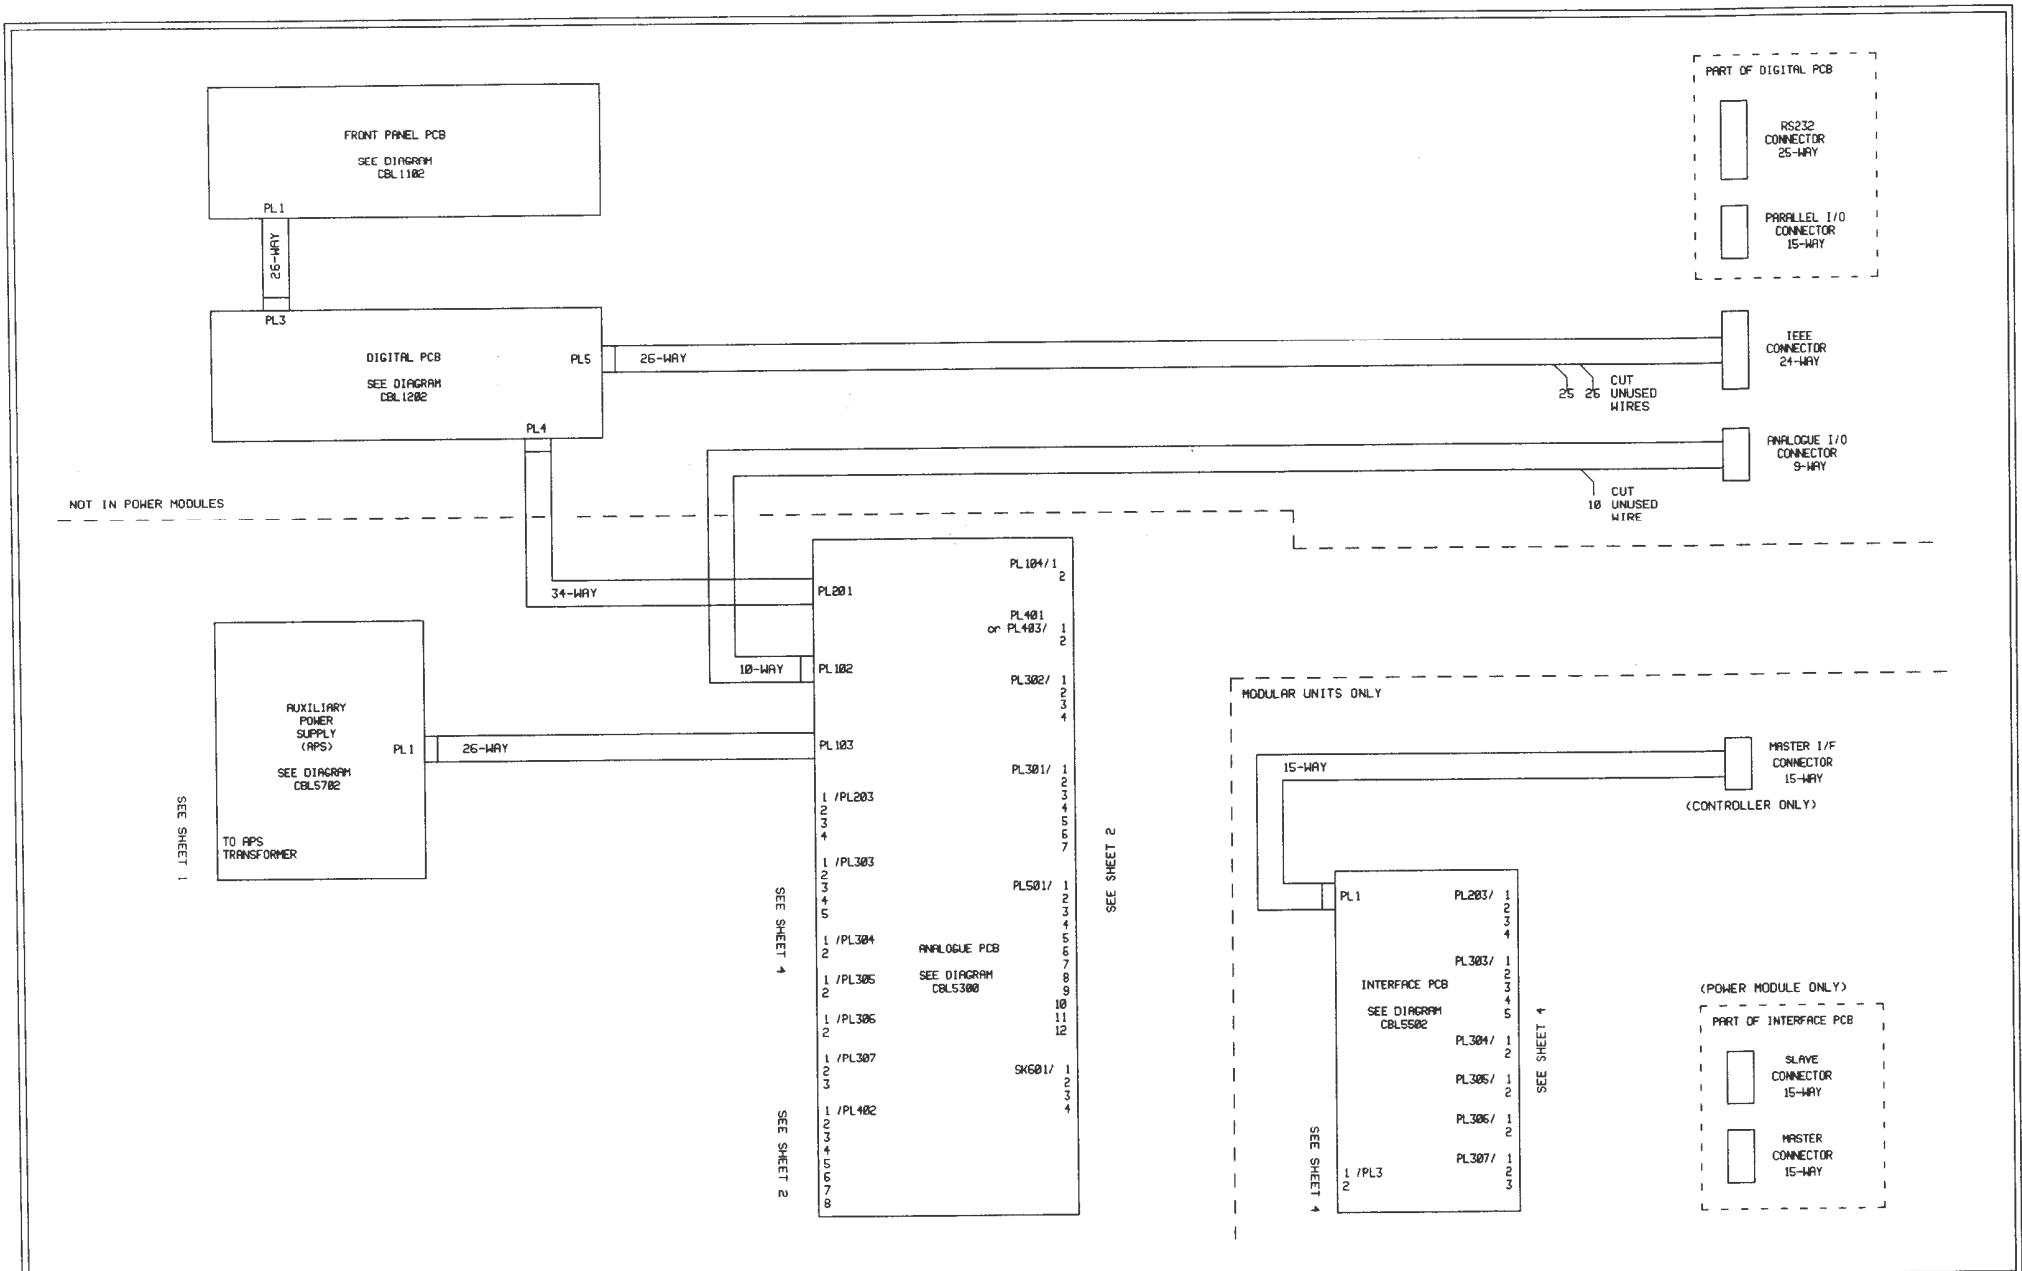 PART OF DIGITAL PCB
RS232
CONNECTOR
25-WAY
PARALLEL I/O
CONNECTOR
15-WAY
FRONT PANEL PCB
SEE DIAGRAM
CBL1102
PL1
26-WAY
PL3
DIGITAL PCB
SEE DIAGRAM
CBL1202
PL5
PL4
26-WAY
25 26
CUT
UNUSED
WIRES
IEEE
CONNECTOR
24-WAY
ANALOGUE I/O
CONNECTOR
9-WAY
10
CUT
UNUSED
WIRE
NOT IN POWER MODULES
34-WAY
10-WAY
26-WAY
AUXILIARY
POWER
SUPPLY
(APS)
SEE DIAGRAM
CBL5702
PL1
TO APS
TRANSFORMER
SEE SHEET 1
PL201
PL102
PL103
1 /PL203
2
3
4
1 /PL303
2
3
4
5
1 /PL304
2
1 /PL305
2
1 /PL306
2
1 /PL307
2
3
1 /PL402
2
3
4
5
6
7
8
SEE SHEET 4
SEE SHEET 2
ANALOGUE PCB
SEE DIAGRAM
CBL5300
PL104/1
2
PL401
or PL403/ 1
2
PL302/ 1
2
3
4
PL301/ 1
2
3
4
5
6
7
PL501/ 1
2
3
4
5
6
7
8
9
10
11
12
SK601/ 1
2
3
4
SEE SHEET 2
MODULAR UNITS ONLY
15-WAY
MASTER I/F
CONNECTOR
15-WAY
(CONTROLLER ONLY)
PL1
INTERFACE PCB
SEE DIAGRAM
CBL5502
1 /PL3
2
PL203/ 1
2
3
4
PL303/ 1
2
3
4
5
PL304/ 1
2
PL305/ 1
2
PL306/ 1
2
PL307/ 1
2
3
SEE SHEET 4
SEE SHEET 4
(POWER MODULE ONLY)
PART OF INTERFACE PCB
SLAVE
CONNECTOR
15-WAY
MASTER
CONNECTOR
15-WAY